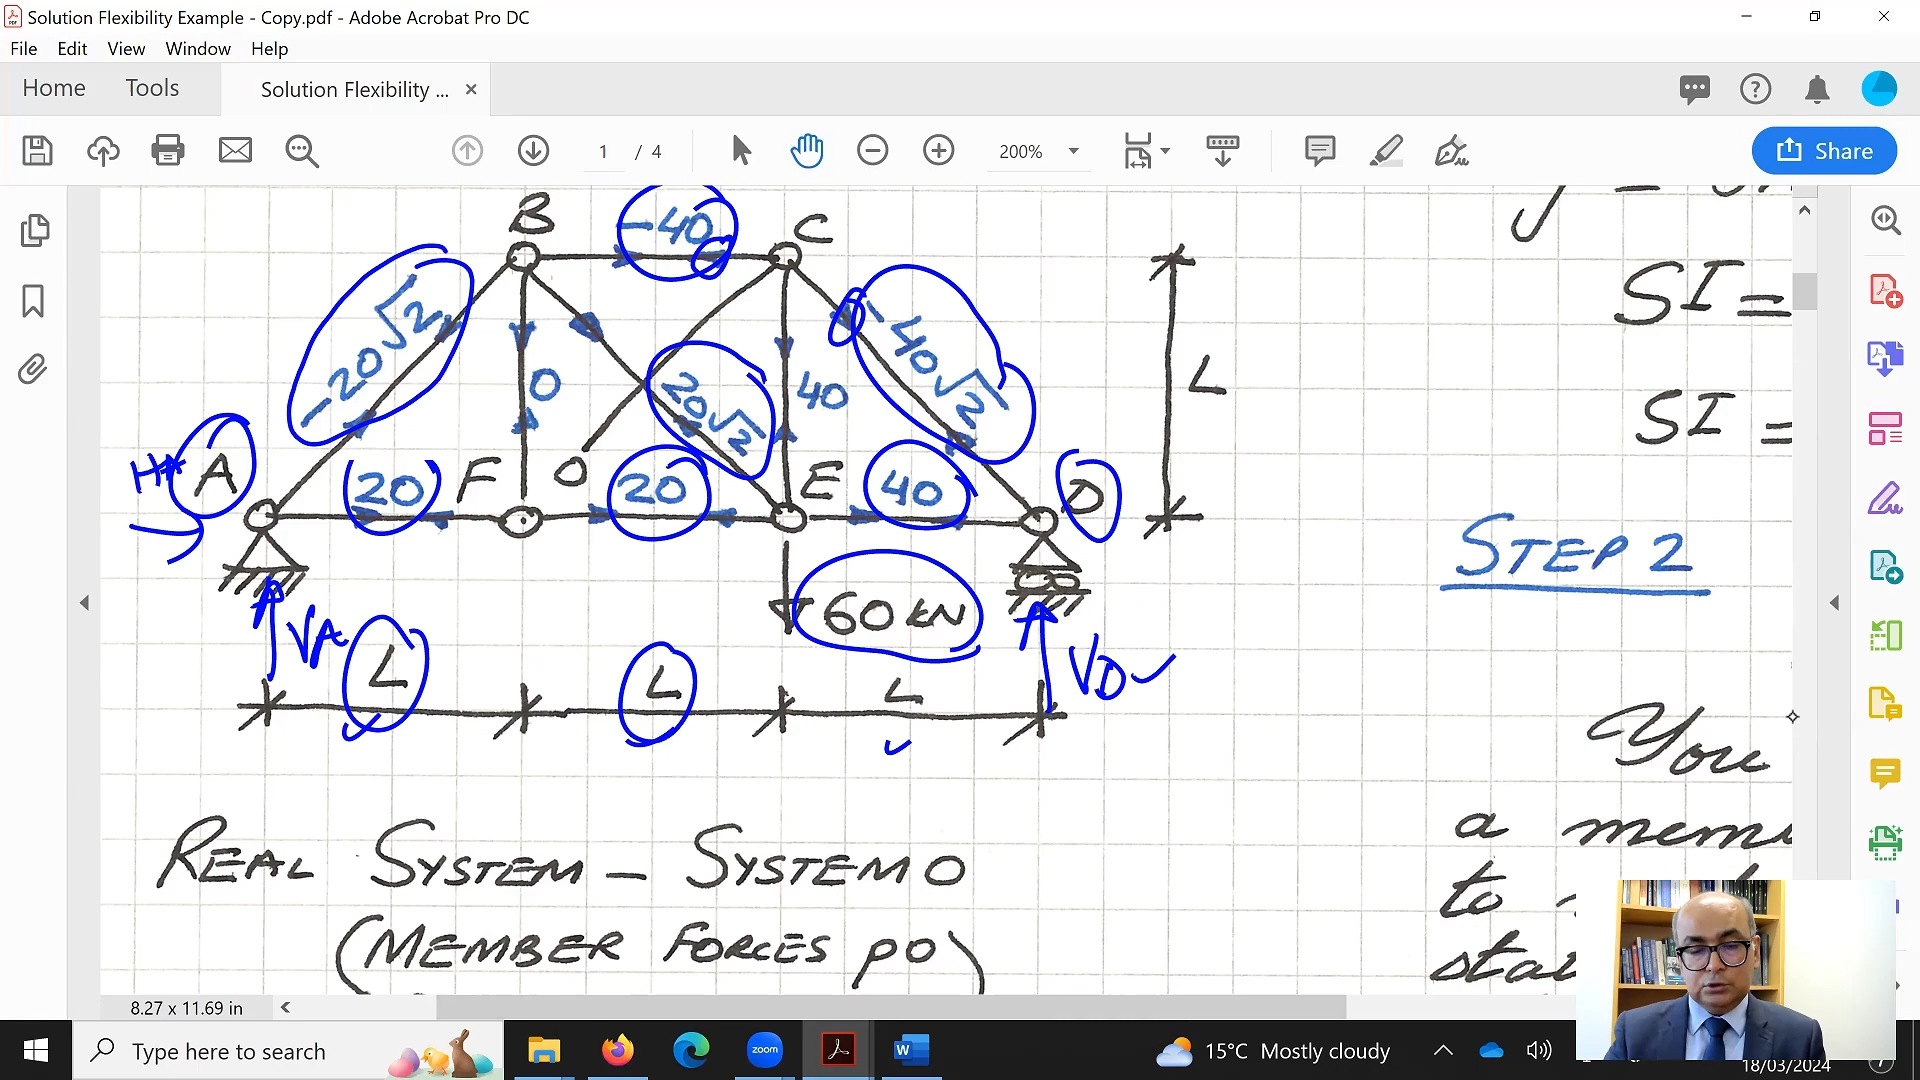 Solution Flexibility Example - Copy.pdf - Adobe Acrobat Pro DC
File Edit View Window Help
Home Tools Solution Flexibility ... ×
1 / 4 200% Share
B -40 C
SI =
-20√2 0 20√2 40 -40√2 L
SI =
HA A 20 F O 20 E 40 D
STEP 2
60 KN
VA L L L VD
You
REAL SYSTEM - SYSTEM O
a
to
(MEMBER FORCES PO)
8.27 x 11.69 in
Type here to search
zoom
15°C Mostly cloudy
18/03/2024